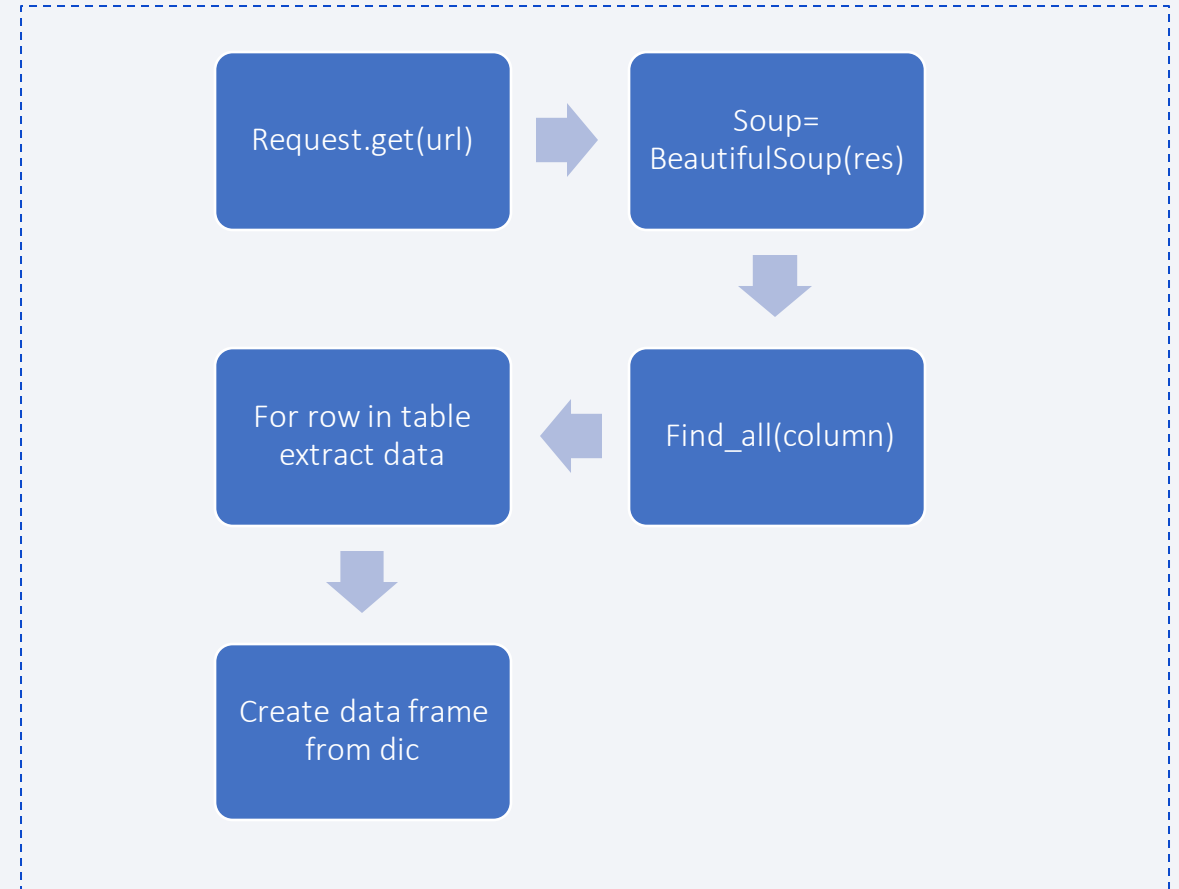 Request.get(url)
Soup=
BeautifulSoup(res)
Find_all(column)
For row in table
extract data
Create data frame
from dic